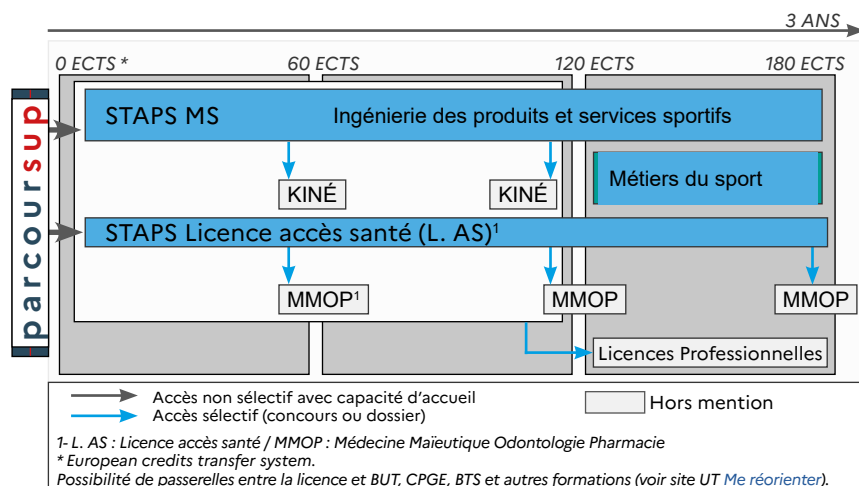 3 ANS
0 ECTS *
60 ECTS
120 ECTS
180 ECTS
parcoursup
STAPS MS
Ingénierie des produits et services sportifs
KINÉ
KINÉ
Métiers du sport
STAPS Licence accès santé (L. AS)¹
MMOP¹
MMOP
MMOP
Licences Professionnelles
Accès non sélectif avec capacité d'accueil
Accès sélectif (concours ou dossier)
Hors mention
1- L. AS : Licence accès santé / MMOP : Médecine Maïeutique Odontologie Pharmacie
* European credits transfer system.
Possibilité de passerelles entre la licence et BUT, CPGE, BTS et autres formations (voir site UT Me réorienter).